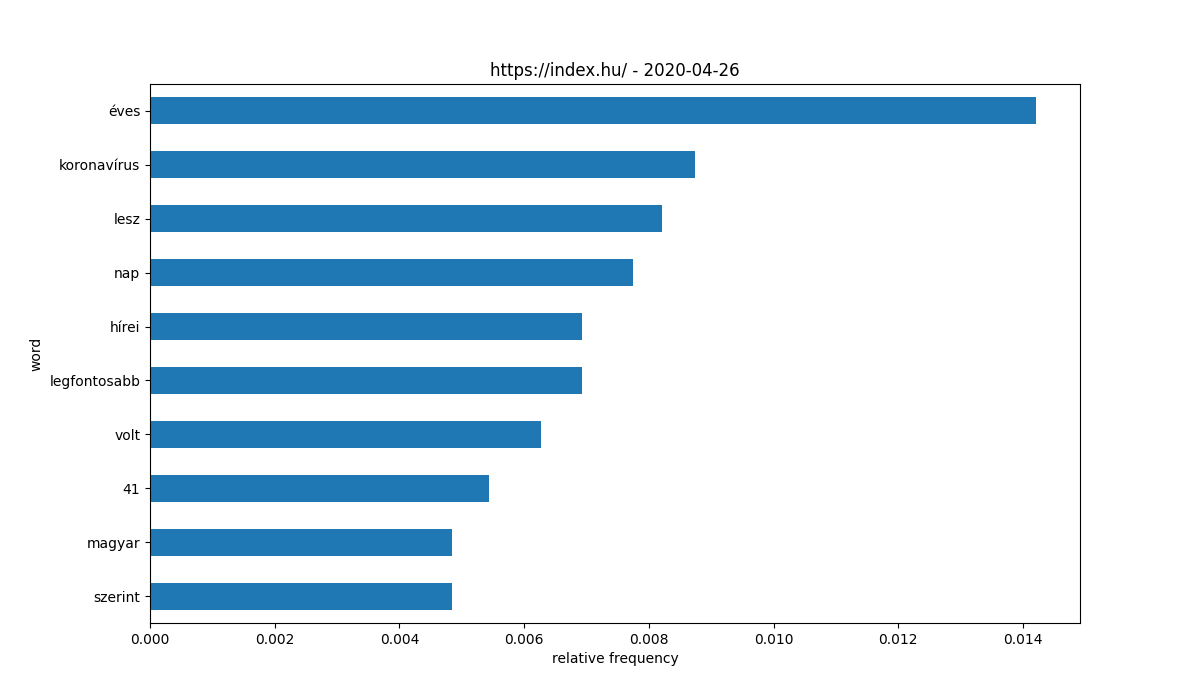 https://index.hu/ - 2020-04-26
éves
koronavírus
lesz
nap
hírei
legfontosabb
volt
41
magyar
szerint
word
0.000 0.002 0.004 0.006 0.008 0.010 0.012 0.014
relative frequency